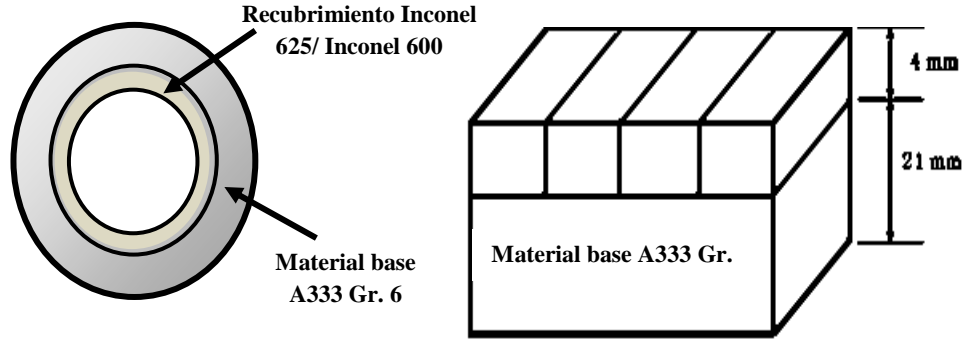 Recubrimiento Inconel
625/ Inconel 600
Material base
A333 Gr. 6
4 mm
21 mm
Material base A333 Gr.